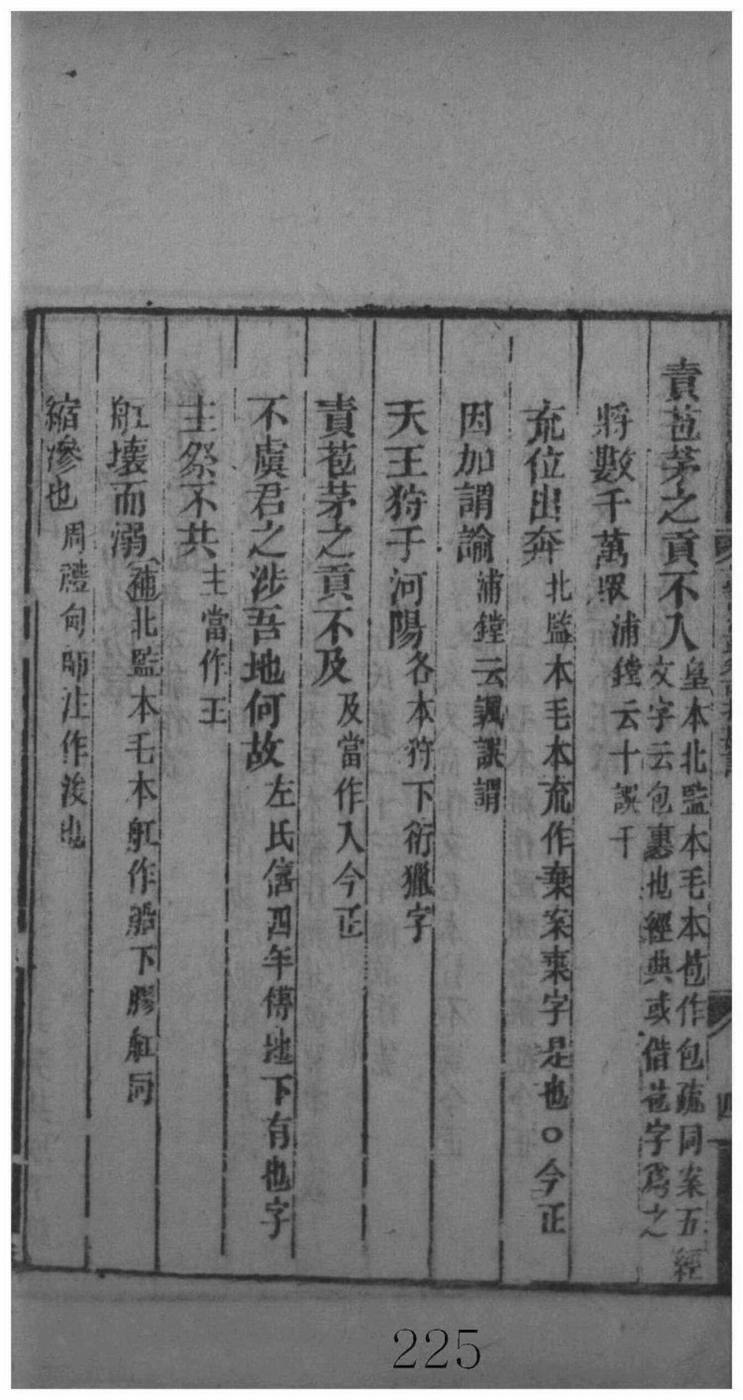 責苞茅之貢不入皇本北監本毛本苞作包疏同案五經
文字云包裹也經典或借苞字爲之
將數千萬眾浦鏜云十誤千
充位出奔北監本毛本充作棄案棄字是也○今正
因加謂諭浦鏜云諷誤謂
天王狩于河陽各本狩下衍獵字
責苞茅之貢不及及當作入今正
不虞君之涉吾地何故左氏僖四年傳地下有也字
主祭不共主當作王
舡壞而溺補北監本毛本舡作船下膠舡同
縮滲也周禮甸師注作浚也
四
225